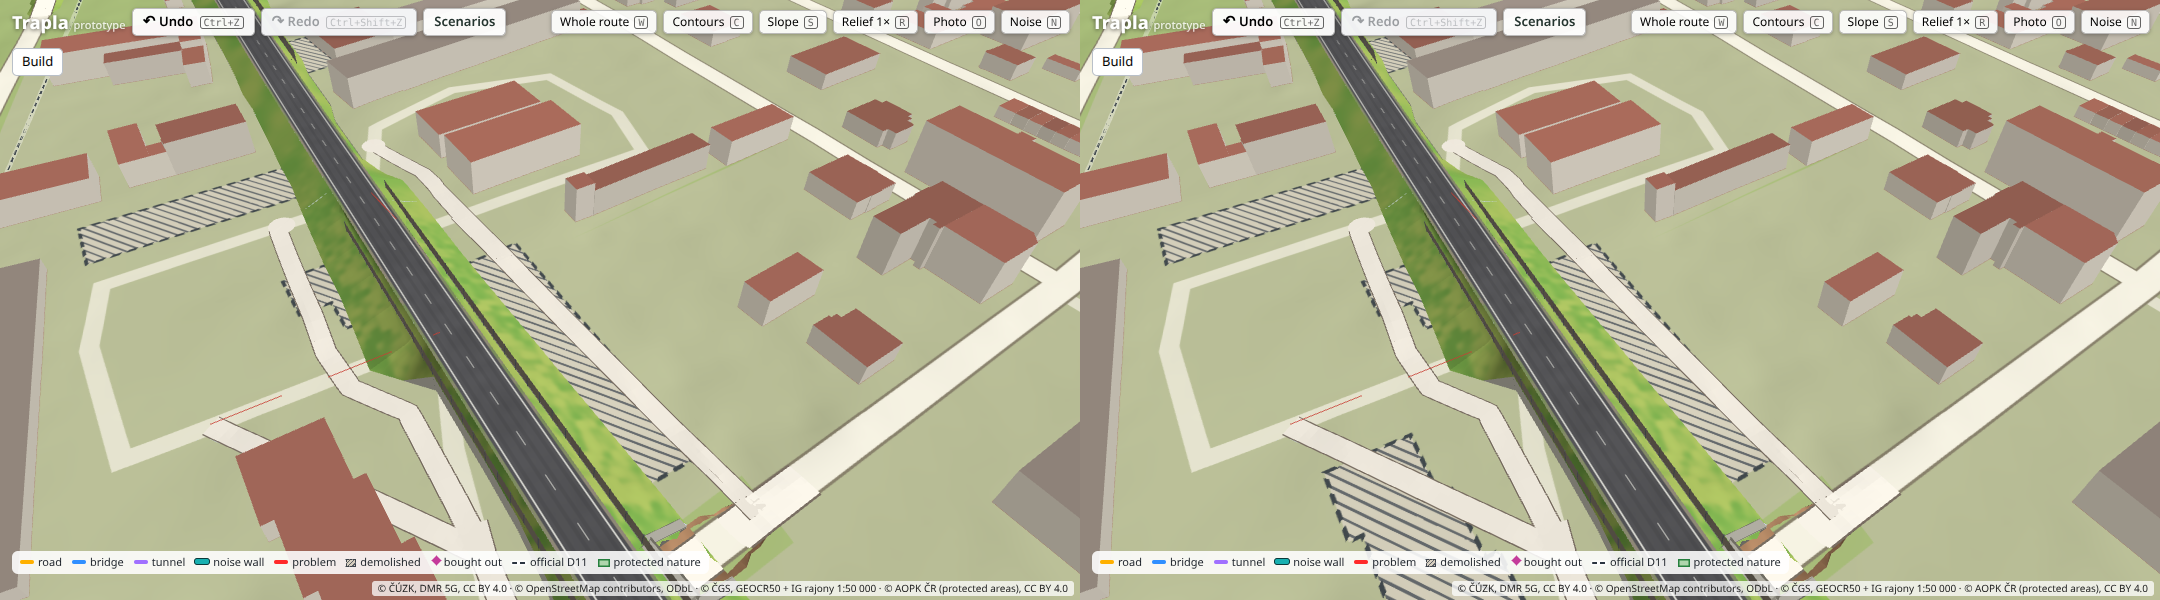 Trapla prototype ↶ Undo Ctrl+Z ↷ Redo Ctrl+Shift+Z Scenarios Whole route W Contours C Slope S Relief 1× R Photo O Noise N
Build
road bridge tunnel noise wall problem demolished bought out official D11 protected nature
© ČÚZK, DMR 5G, CC BY 4.0 · © OpenStreetMap contributors, ODbL · © ČGS, GEOCR50 + IG rajony 1:50 000 · © AOPK ČR (protected areas), CC BY 4.0
Trapla prototype ↶ Undo Ctrl+Z ↷ Redo Ctrl+Shift+Z Scenarios Whole route W Contours C Slope S Relief 1× R Photo O Noise N
Build
road bridge tunnel noise wall problem demolished bought out official D11 protected nature
© ČÚZK, DMR 5G, CC BY 4.0 · © OpenStreetMap contributors, ODbL · © ČGS, GEOCR50 + IG rajony 1:50 000 · © AOPK ČR (protected areas), CC BY 4.0